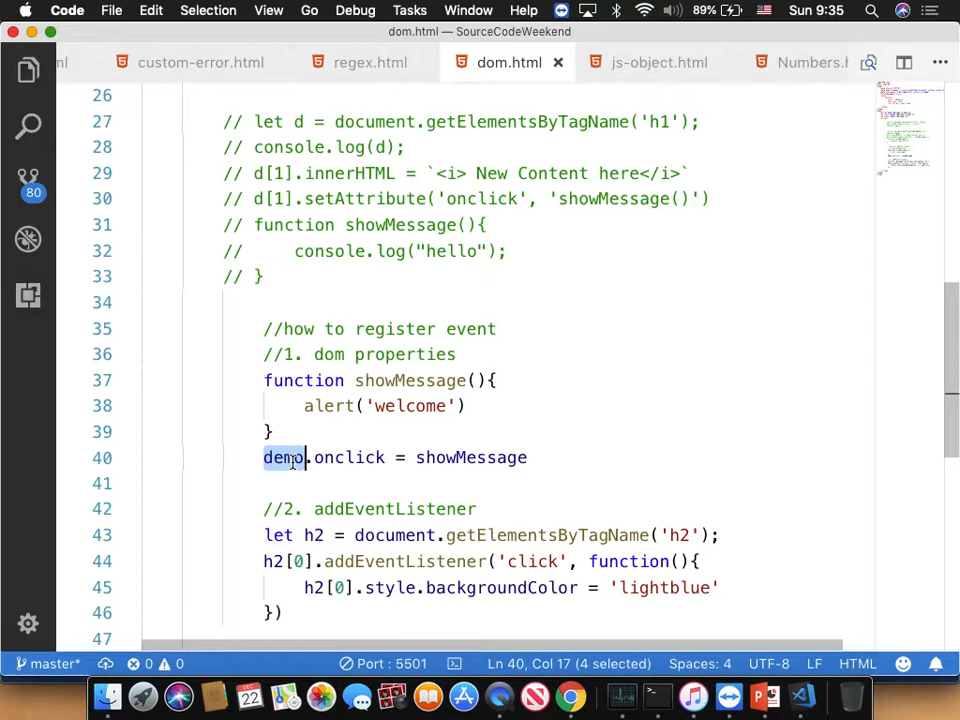 Code File Edit Selection View Go Debug Tasks Window Help 89% Sun 9:35
dom.html — SourceCodeWeekend
ml custom-error.html regex.html dom.html js-object.html Numbers.h
26
27 // let d = document.getElementsByTagName('h1');
28 // console.log(d);
29 // d[1].innerHTML = `<i> New Content here</i>`
30 // d[1].setAttribute('onclick', 'showMessage()')
31 // function showMessage(){
32 // console.log("hello");
33 // }
34
35 //how to register event
36 //1. dom properties
37 function showMessage(){
38 alert('welcome')
39 }
40 demo.onclick = showMessage
41
42 //2. addEventListener
43 let h2 = document.getElementsByTagName('h2');
44 h2[0].addEventListener('click', function(){
45 h2[0].style.backgroundColor = 'lightblue'
46 })
47
80
master* 0 0 Port : 5501 Ln 40, Col 17 (4 selected) Spaces: 4 UTF-8 LF HTML
DEC 22